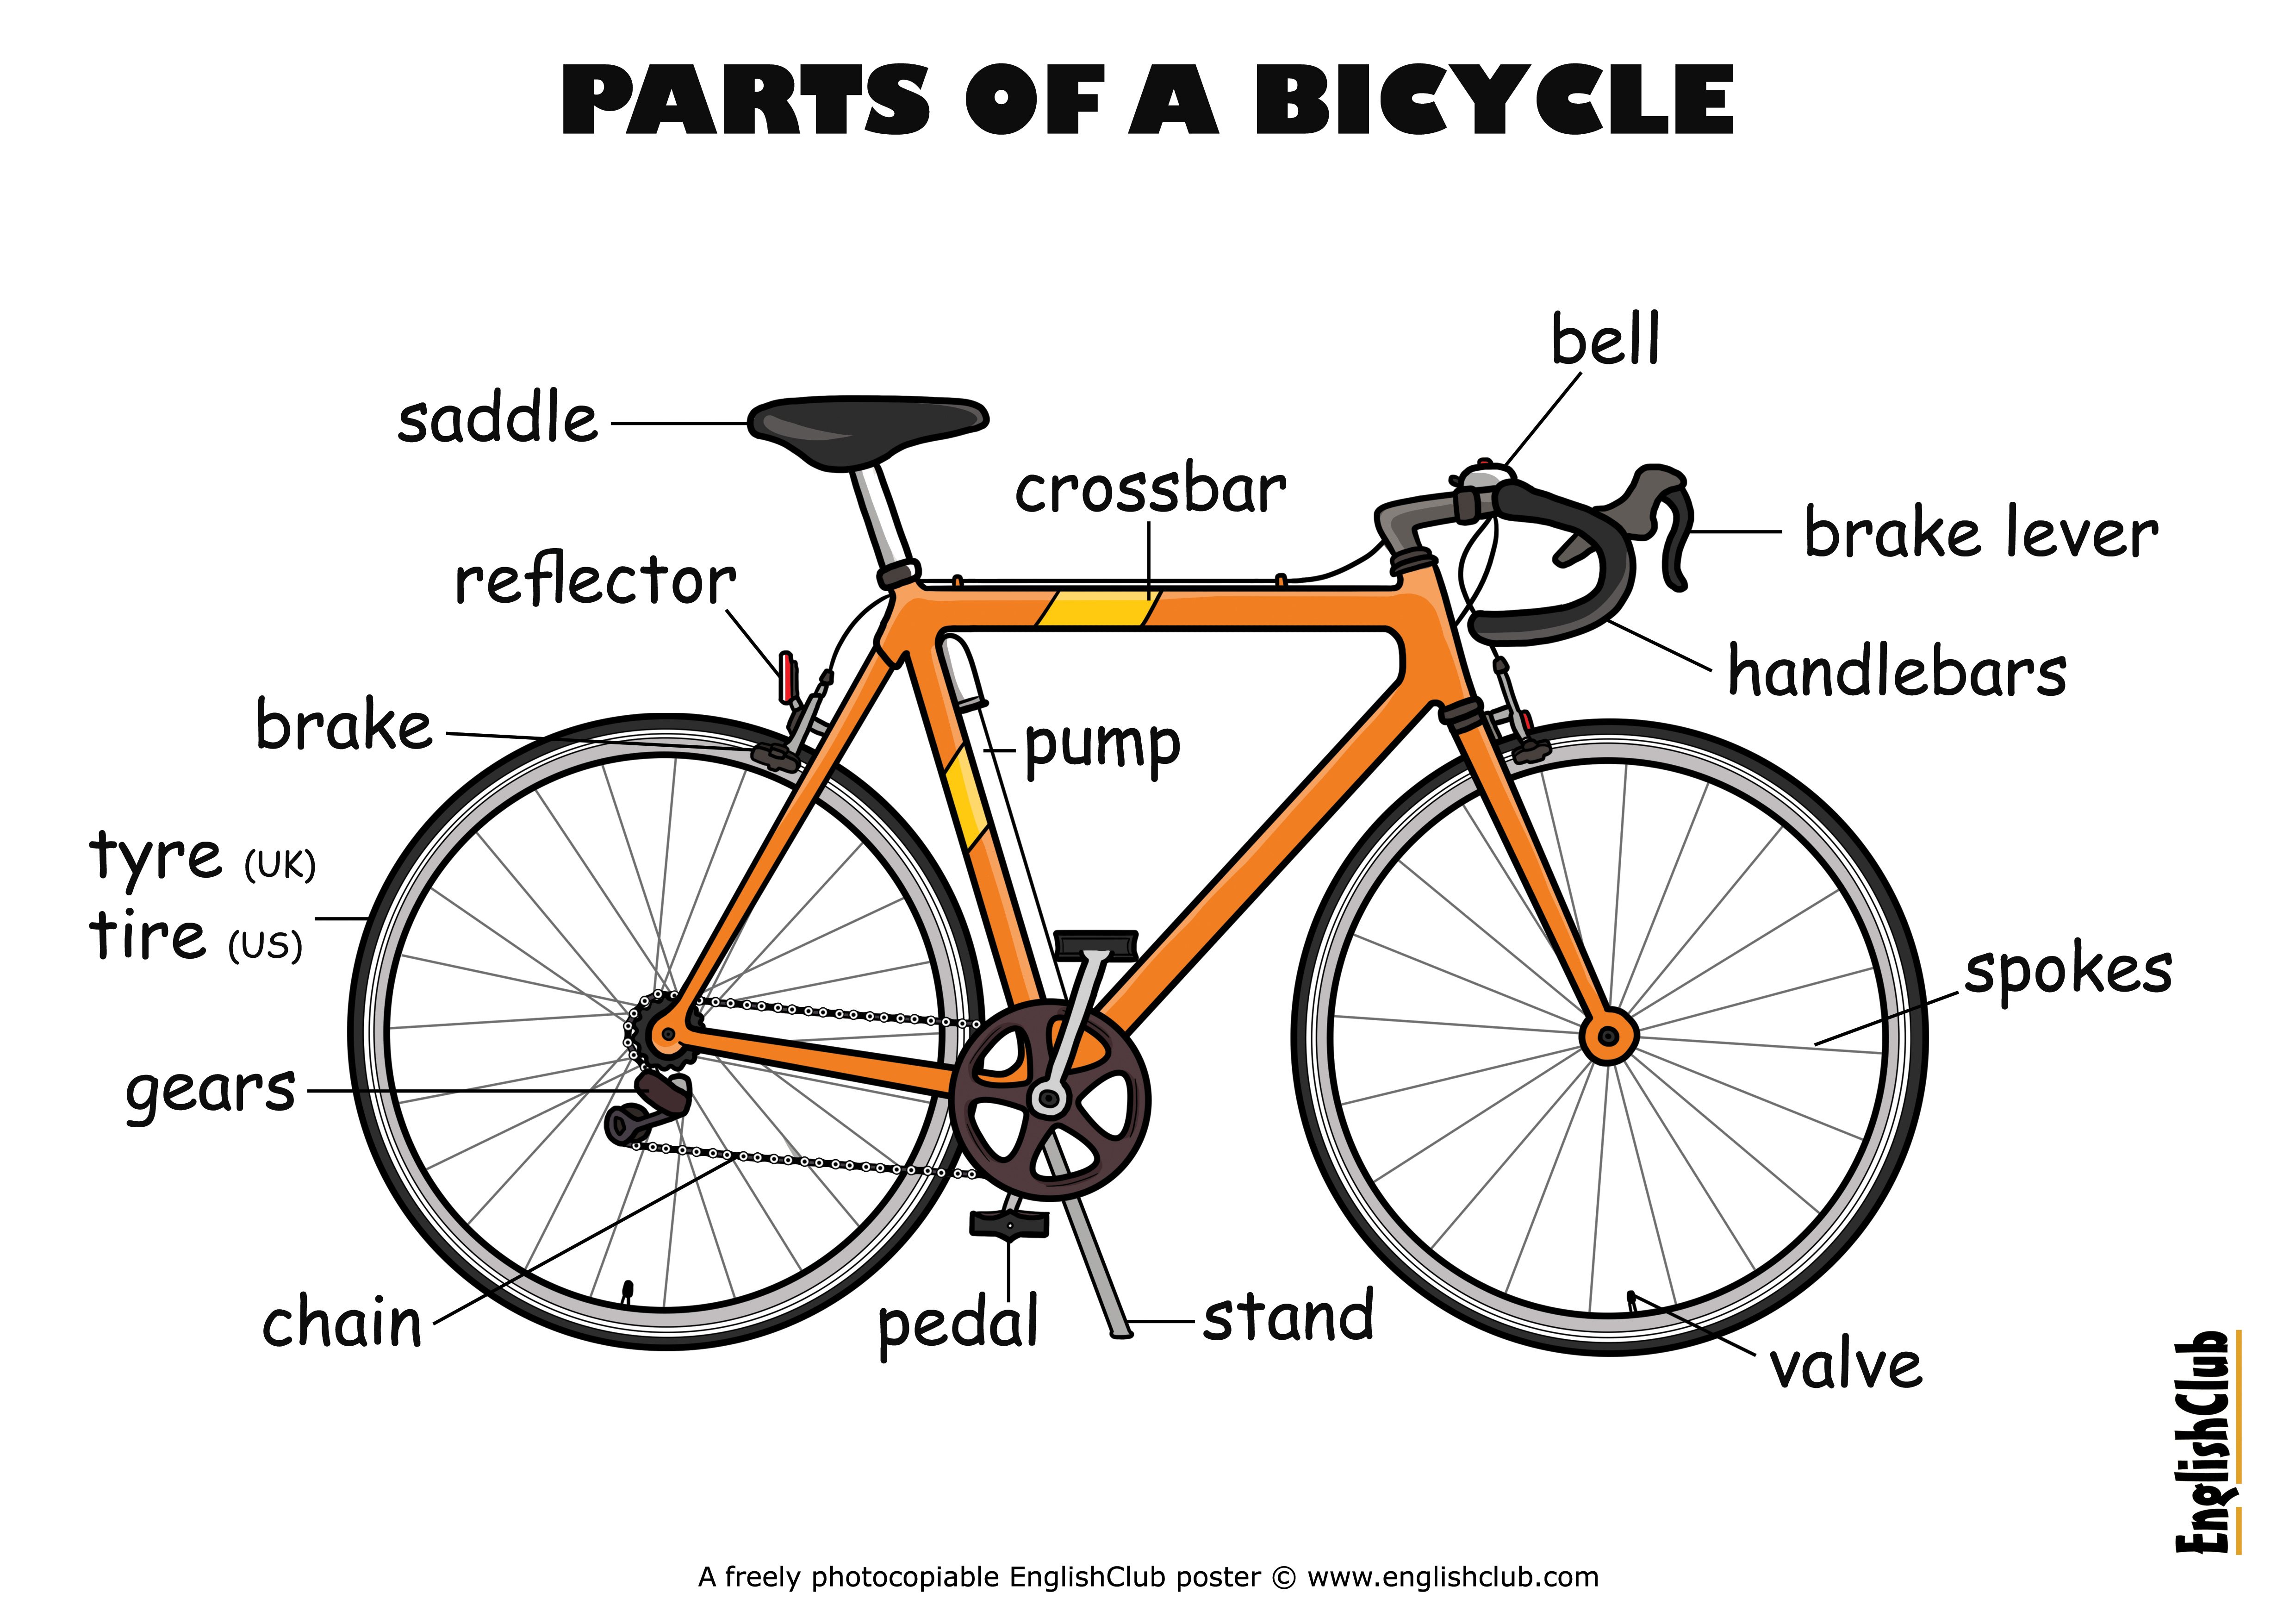 PARTS OF A BICYCLE
bell
saddle
crossbar
brake lever
reflector
handlebars
brake
pump
tyre (UK)
tire (US)
spokes
gears
chain
pedal
stand
valve
EnglishClub
A freely photocopiable EnglishClub poster © www.englishclub.com